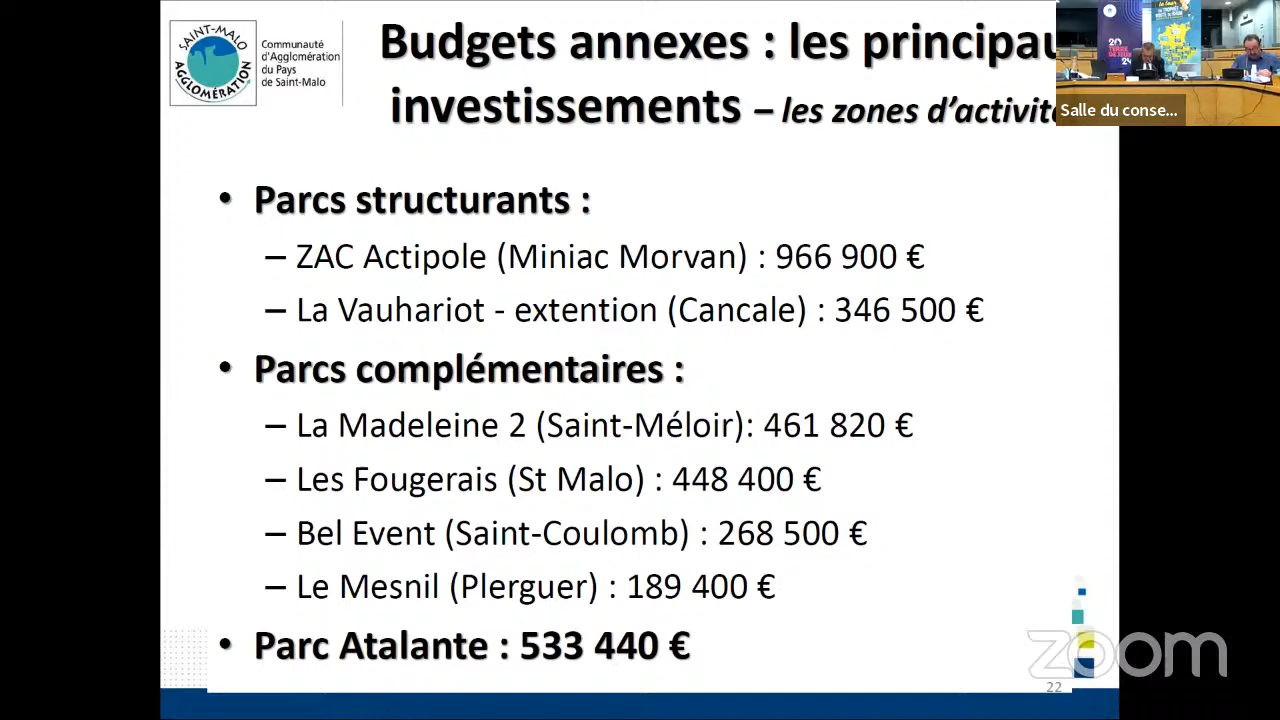 SAINT-MALO
AGGLOMÉRATION
Communauté
d'Agglomération
du Pays
de Saint-Malo
Budgets annexes : les principau
investissements – les zones d'activité
Salle du conse...
• Parcs structurants :
– ZAC Actipole (Miniac Morvan) : 966 900 €
– La Vauhariot - extention (Cancale) : 346 500 €
• Parcs complémentaires :
– La Madeleine 2 (Saint-Méloir): 461 820 €
– Les Fougerais (St Malo) : 448 400 €
– Bel Event (Saint-Coulomb) : 268 500 €
– Le Mesnil (Plerguer) : 189 400 €
• Parc Atalante : 533 440 €
zoom
22